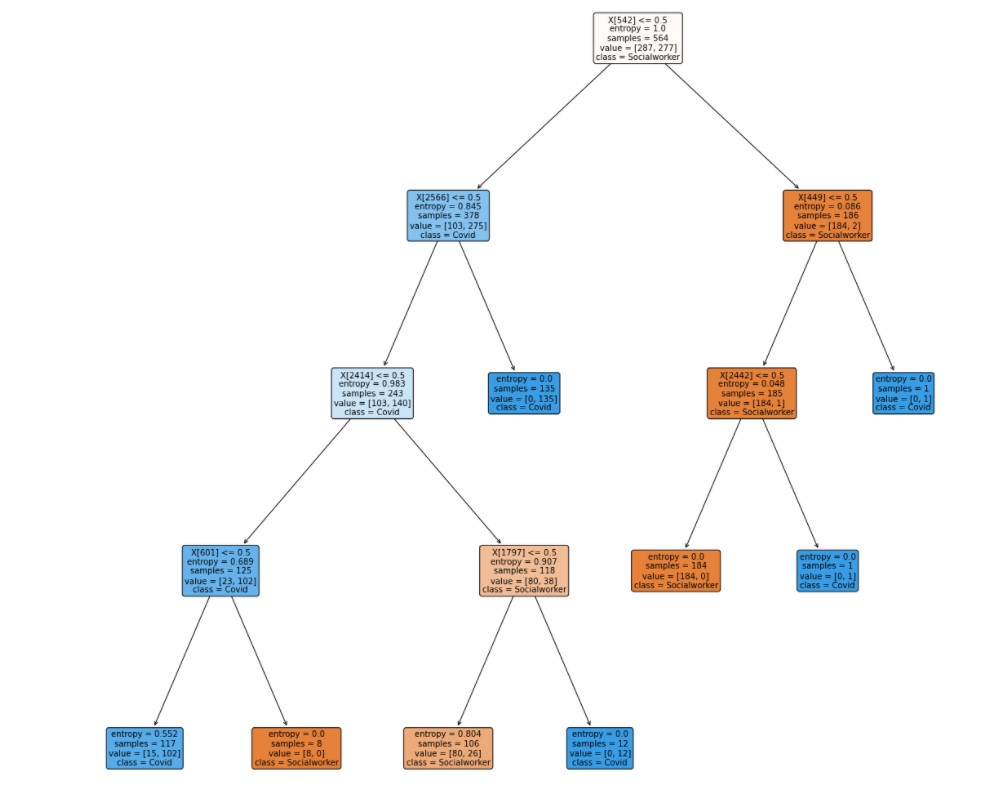 X[542] <= 0.5
entropy = 1.0
samples = 564
value = [287, 277]
class = Socialworker
X[2566] <= 0.5
entropy = 0.845
samples = 378
value = [103, 275]
class = Covid
X[449] <= 0.5
entropy = 0.086
samples = 186
value = [184, 2]
class = Socialworker
X[2414] <= 0.5
entropy = 0.983
samples = 243
value = [103, 140]
class = Covid
entropy = 0.0
samples = 135
value = [0, 135]
class = Covid
X[2442] <= 0.5
entropy = 0.048
samples = 185
value = [184, 1]
class = Socialworker
entropy = 0.0
samples = 1
value = [0, 1]
class = Covid
X[601] <= 0.5
entropy = 0.689
samples = 125
value = [23, 102]
class = Covid
X[1797] <= 0.5
entropy = 0.907
samples = 118
value = [80, 38]
class = Socialworker
entropy = 0.0
samples = 184
value = [184, 0]
class = Socialworker
entropy = 0.0
samples = 1
value = [0, 1]
class = Covid
entropy = 0.552
samples = 117
value = [15, 102]
class = Covid
entropy = 0.0
samples = 8
value = [8, 0]
class = Socialworker
entropy = 0.804
samples = 106
value = [80, 26]
class = Socialworker
entropy = 0.0
samples = 12
value = [0, 12]
class = Covid